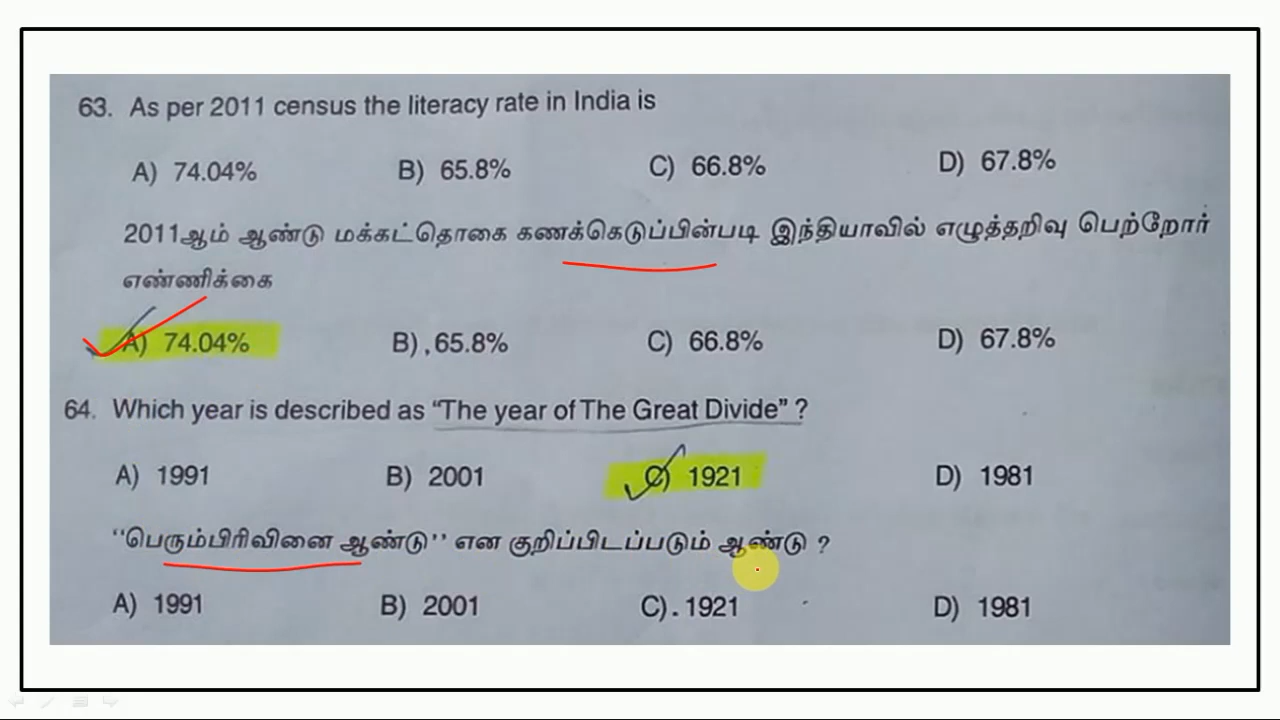 63. As per 2011 census the literacy rate in India is
A) 74.04% B) 65.8% C) 66.8% D) 67.8%
2011ஆம் ஆண்டு மக்கட்தொகை கணக்கெடுப்பின்படி இந்தியாவில் எழுத்தறிவு பெற்றோர்
எண்ணிக்கை
A) 74.04% B) 65.8% C) 66.8% D) 67.8%
64. Which year is described as “The year of The Great Divide” ?
A) 1991 B) 2001 C) 1921 D) 1981
“பெரும்பிரிவினை ஆண்டு” என குறிப்பிடப்படும் ஆண்டு ?
A) 1991 B) 2001 C) 1921 D) 1981